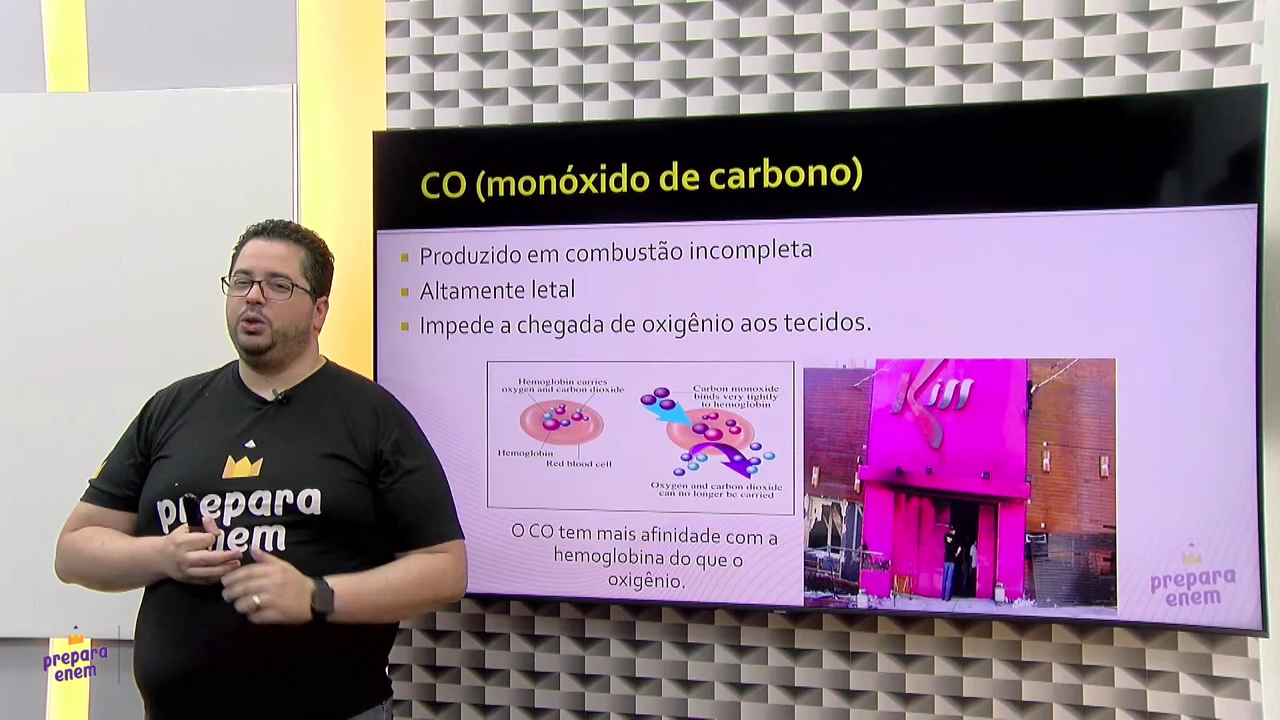 CO (monóxido de carbono)
Produzido em combustão incompleta
Altamente letal
Impede a chegada de oxigênio aos tecidos.
Hemoglobin carries
oxygen and carbon dioxide
Hemoglobin
Red blood cell
Carbon monoxide
binds very tightly
to hemoglobin
Oxygen and carbon dioxide
can no longer be carried
O CO tem mais afinidade com a
hemoglobina do que o
oxigênio.
prepara
enem
prepara
enem
prepara
enem